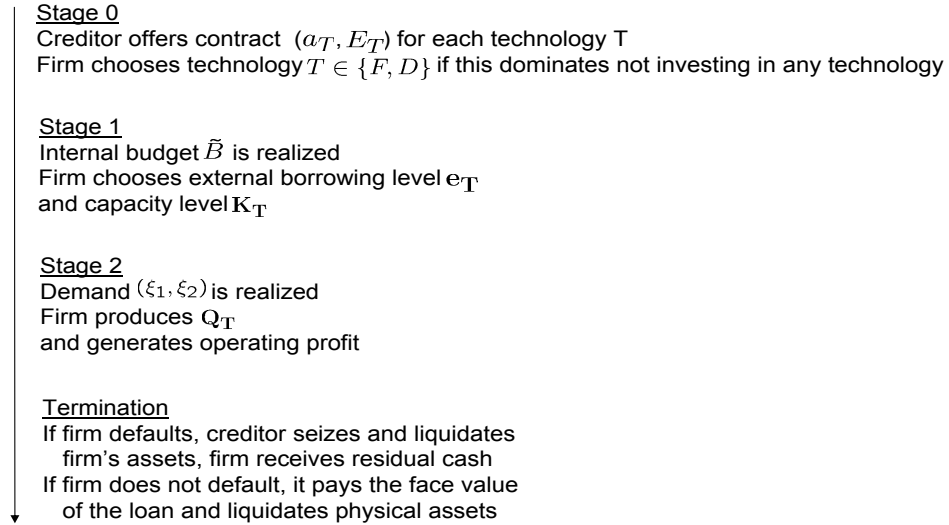 Stage 0
Creditor offers contract (a_T, E_T) for each technology T
Firm chooses technology T ∈ {F, D} if this dominates not investing in any technology
Stage 1
Internal budget B̃ is realized
Firm chooses external borrowing level e_T
and capacity level K_T
Stage 2
Demand (ξ₁, ξ₂) is realized
Firm produces Q_T
and generates operating profit
Termination
If firm defaults, creditor seizes and liquidates
firm's assets, firm receives residual cash
If firm does not default, it pays the face value
of the loan and liquidates physical assets